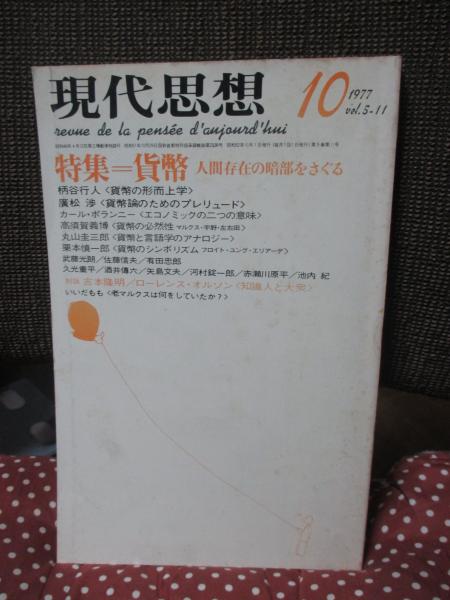 現代思想
10 1977 vol.5-11
revue de la pensée d'aujourd'hui
特集＝貨幣 人間存在の暗部をさぐる
柄谷行人〈貨幣の形而上学〉
廣松 渉〈貨幣論のためのプレリュード〉
カール・ポランニー〈エコノミックの二つの意味〉
高須賀義博〈貨幣の必然性 マルクス・宇野・左右田〉
丸山圭三郎〈貨幣と言語学のアナロジー〉
栗本慎一郎〈貨幣のシンボリズム フロイト・ユング・エリアーデ〉
武藤光朗／佐藤信夫／有田忠郎
久光重平／酒井傳六／矢島文夫／河村錠一郎／赤瀬川原平／池内 紀
対談 吉本隆明／ローレンス・オルソン〈知識人と大衆〉
いいだもも〈老マルクスは何をしていたか？〉